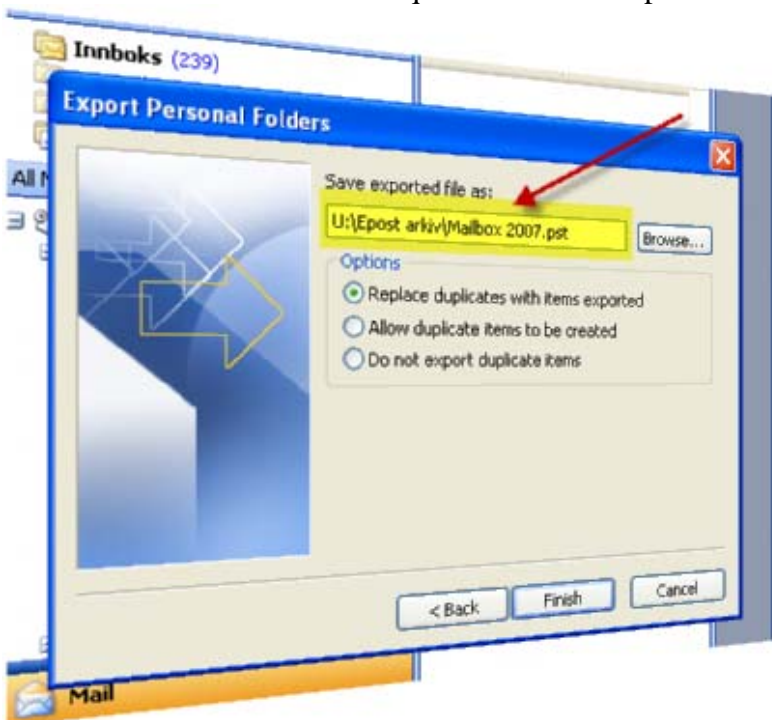 Innboks (239)
Export Personal Folders
All
Save exported file as:
U:\Epost arkiv\Mailbox 2007.pst
Browse...
Options
Replace duplicates with items exported
Allow duplicate items to be created
Do not export duplicate items
< Back
Finish
Cancel
Mail